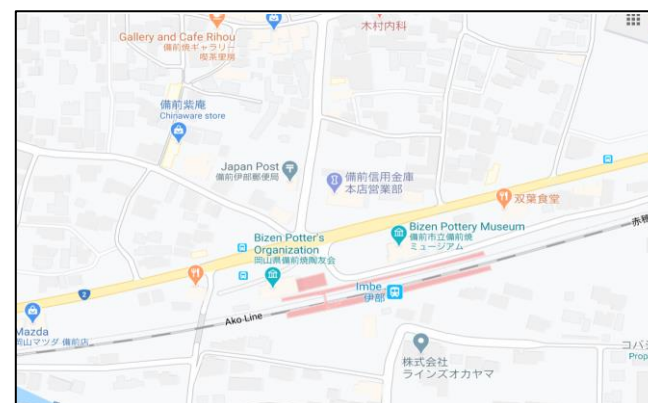 木村内科
Gallery and Cafe Rihou
備前焼ギャラリー
喫茶里房
備前紫庵
Chinaware store
Japan Post
備前伊部郵便局
備前信用金庫
本店営業部
双葉食堂
Bizen Pottery Museum
備前市立備前焼
ミュージアム
Bizen Potter's
Organization
岡山県備前焼陶友会
赤穂
Imbe
伊部
2
Ako Line
Mazda
岡山マツダ 備前店
株式会社
ラインズオカヤマ
コバシ
Prop